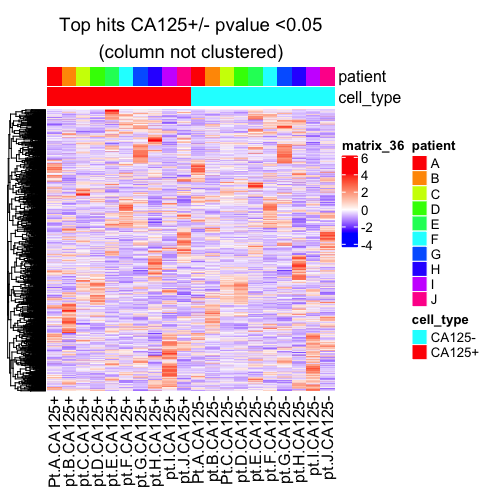 Top hits CA125+/- pvalue <0.05
(column not clustered)
patient
cell_type
matrix_36
6
4
2
0
-2
-4
patient
A
B
C
D
E
F
G
H
I
J
cell_type
CA125-
CA125+
Pt.A.CA125+
pt.B.CA125+
pt.C.CA125+
pt.D.CA125+
pt.E.CA125+
pt.F.CA125+
pt.G.CA125+
pt.H.CA125+
pt.I.CA125+
pt.J.CA125+
Pt.A.CA125-
pt.B.CA125-
Pt.C.CA125-
pt.D.CA125-
pt.E.CA125-
pt.F.CA125-
pt.G.CA125-
pt.H.CA125-
pt.I.CA125-
pt.J.CA125-